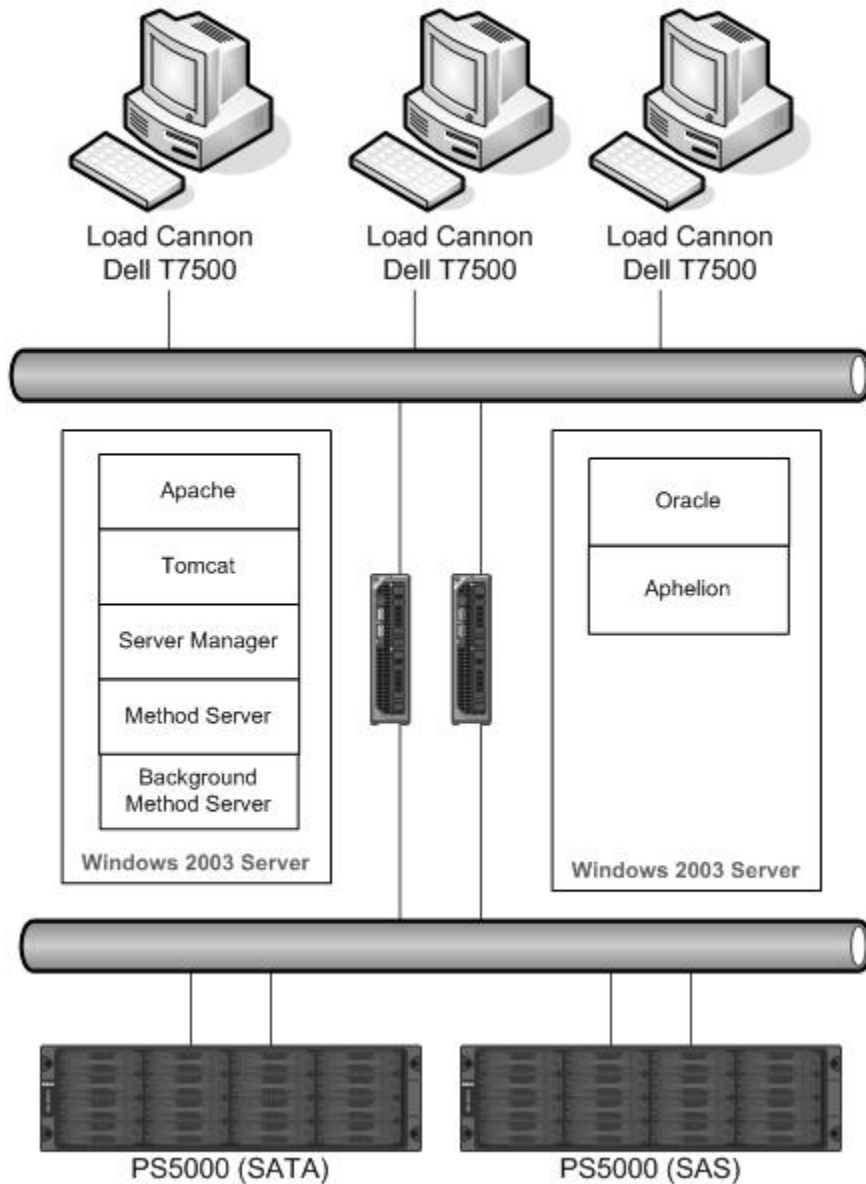 Load Cannon
Dell T7500
Load Cannon
Dell T7500
Load Cannon
Dell T7500
Apache
Tomcat
Server Manager
Method Server
Background
Method Server
Windows 2003 Server
Oracle
Aphelion
Windows 2003 Server
PS5000 (SATA)
PS5000 (SAS)